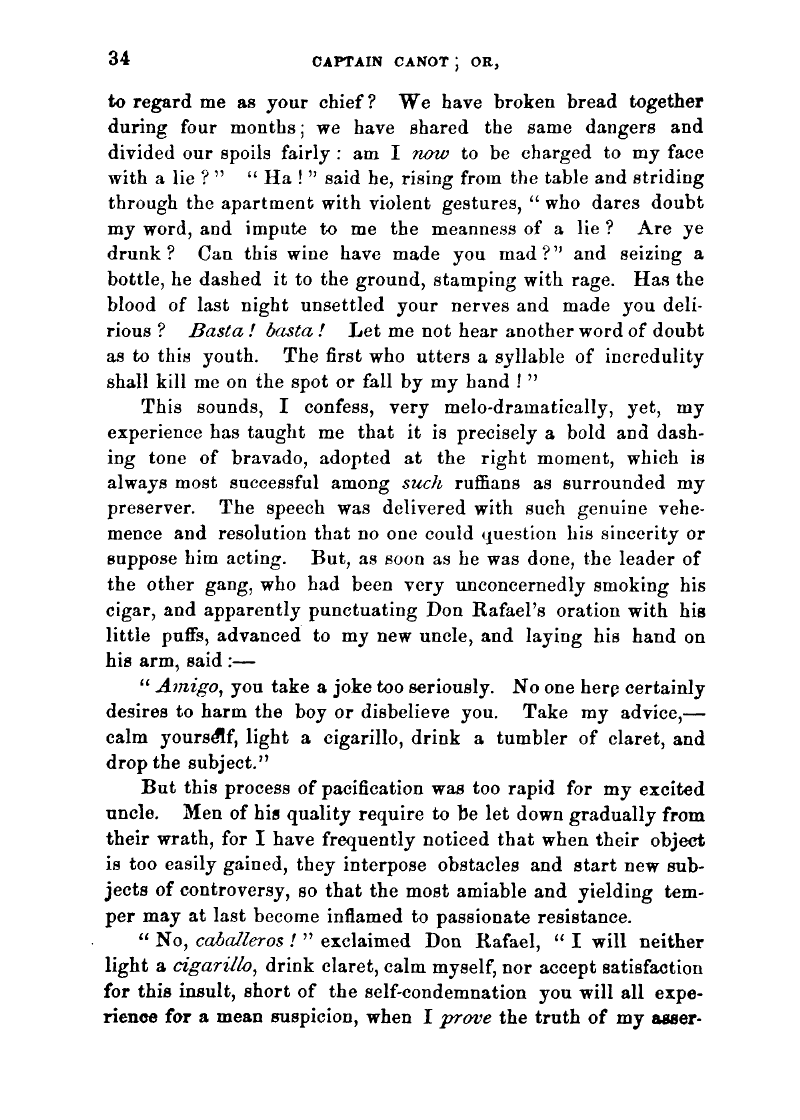 34 CAPTAIN CANOT; OR,
to regard me as your chief? We have broken bread together
during four months; we have shared the same dangers and
divided our spoils fairly: am I now to be charged to my face
with a lie?" "Ha!" said he, rising from the table and striding
through the apartment with violent gestures, "who dares doubt
my word, and impute to me the meanness of a lie? Are ye
drunk? Can this wine have made you mad?" and seizing a
bottle, he dashed it to the ground, stamping with rage. Has the
blood of last night unsettled your nerves and made you deli-
rious? Basta! basta! Let me not hear another word of doubt
as to this youth. The first who utters a syllable of incredulity
shall kill me on the spot or fall by my hand!"
This sounds, I confess, very melo-dramatically, yet, my
experience has taught me that it is precisely a bold and dash-
ing tone of bravado, adopted at the right moment, which is
always most successful among such ruffians as surrounded my
preserver. The speech was delivered with such genuine vehe-
mence and resolution that no one could question his sincerity or
suppose him acting. But, as soon as he was done, the leader of
the other gang, who had been very unconcernedly smoking his
cigar, and apparently punctuating Don Rafael's oration with his
little puffs, advanced to my new uncle, and laying his hand on
his arm, said:—
"Amigo, you take a joke too seriously. No one here certainly
desires to harm the boy or disbelieve you. Take my advice,—
calm yourself, light a cigarillo, drink a tumbler of claret, and
drop the subject."
But this process of pacification was too rapid for my excited
uncle. Men of his quality require to be let down gradually from
their wrath, for I have frequently noticed that when their object
is too easily gained, they interpose obstacles and start new sub-
jects of controversy, so that the most amiable and yielding tem-
per may at last become inflamed to passionate resistance.
"No, caballeros!" exclaimed Don Rafael, "I will neither
light a cigarillo, drink claret, calm myself, nor accept satisfaction
for this insult, short of the self-condemnation you will all expe-
rience for a mean suspicion, when I prove the truth of my asser-